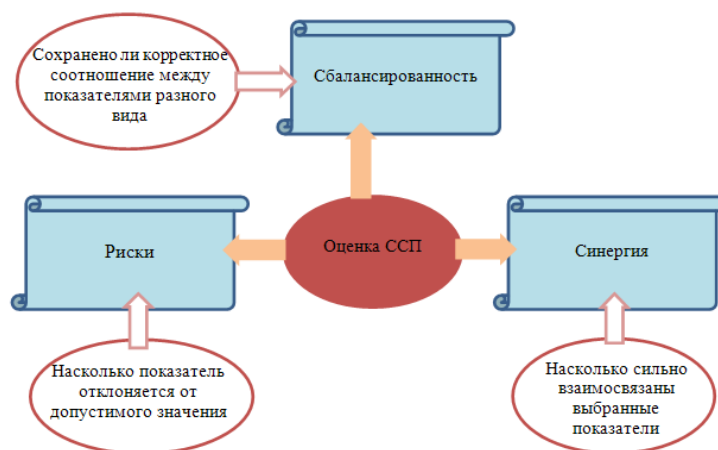 Сохранено ли корректное
соотношение между
показателями разного
вида
Сбалансированность
Риски
Оценка ССП
Синергия
Насколько показатель
отклоняется от
допустимого значения
Насколько сильно
взаимосвязаны
выбранные
показатели